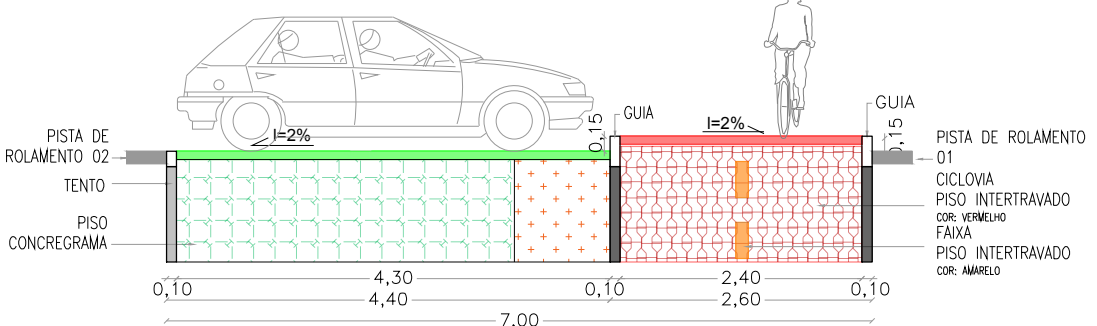 PISTA DE
ROLAMENTO 02
TENTO
PISO
CONCREGRAMA
I=2%
0,15
GUIA
I=2%
GUIA
0,15
PISTA DE ROLAMENTO
01
CICLOVIA
PISO INTERTRAVADO
COR: VERMELHO
FAIXA
PISO INTERTRAVADO
COR: AMARELO
4,30
2,40
0,10
0,10
0,10
4,40
2,60
7,00